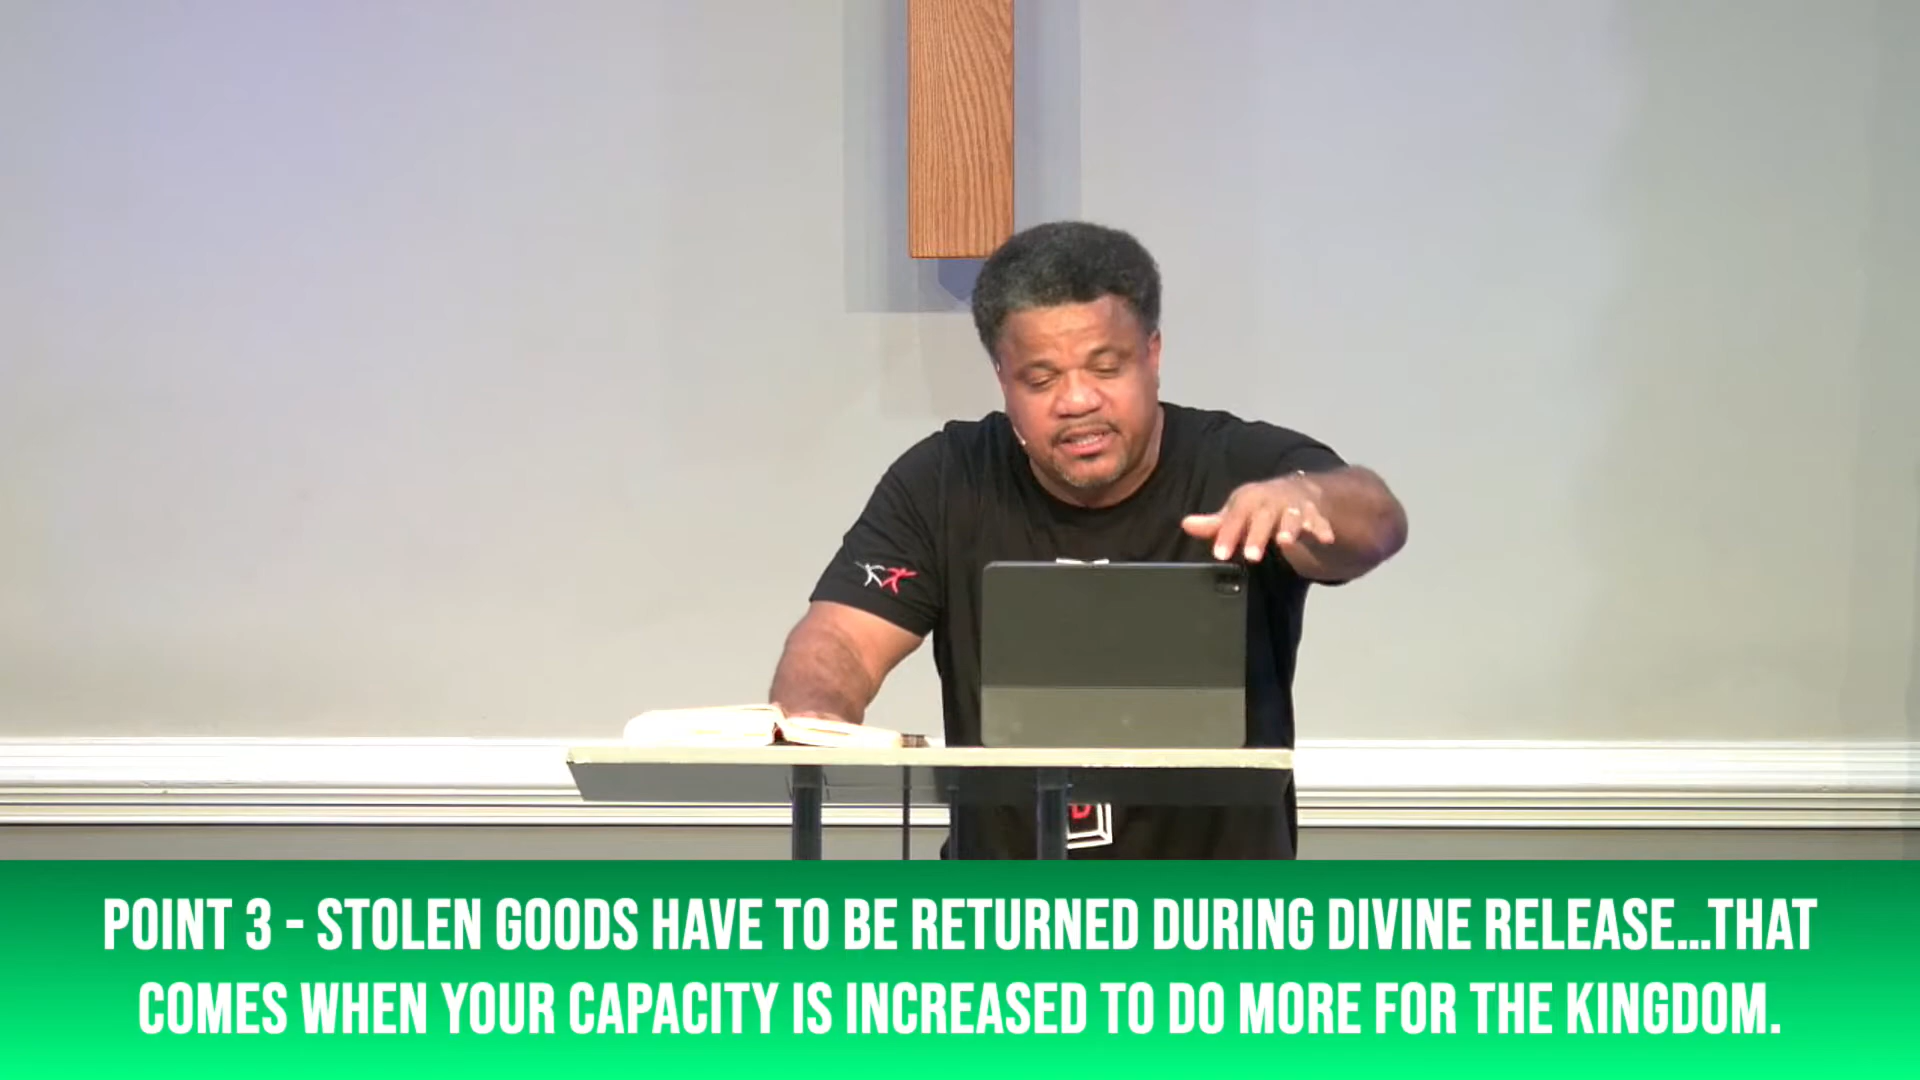 POINT 3 - STOLEN GOODS HAVE TO BE RETURNED DURING DIVINE RELEASE...THAT
COMES WHEN YOUR CAPACITY IS INCREASED TO DO MORE FOR THE KINGDOM.